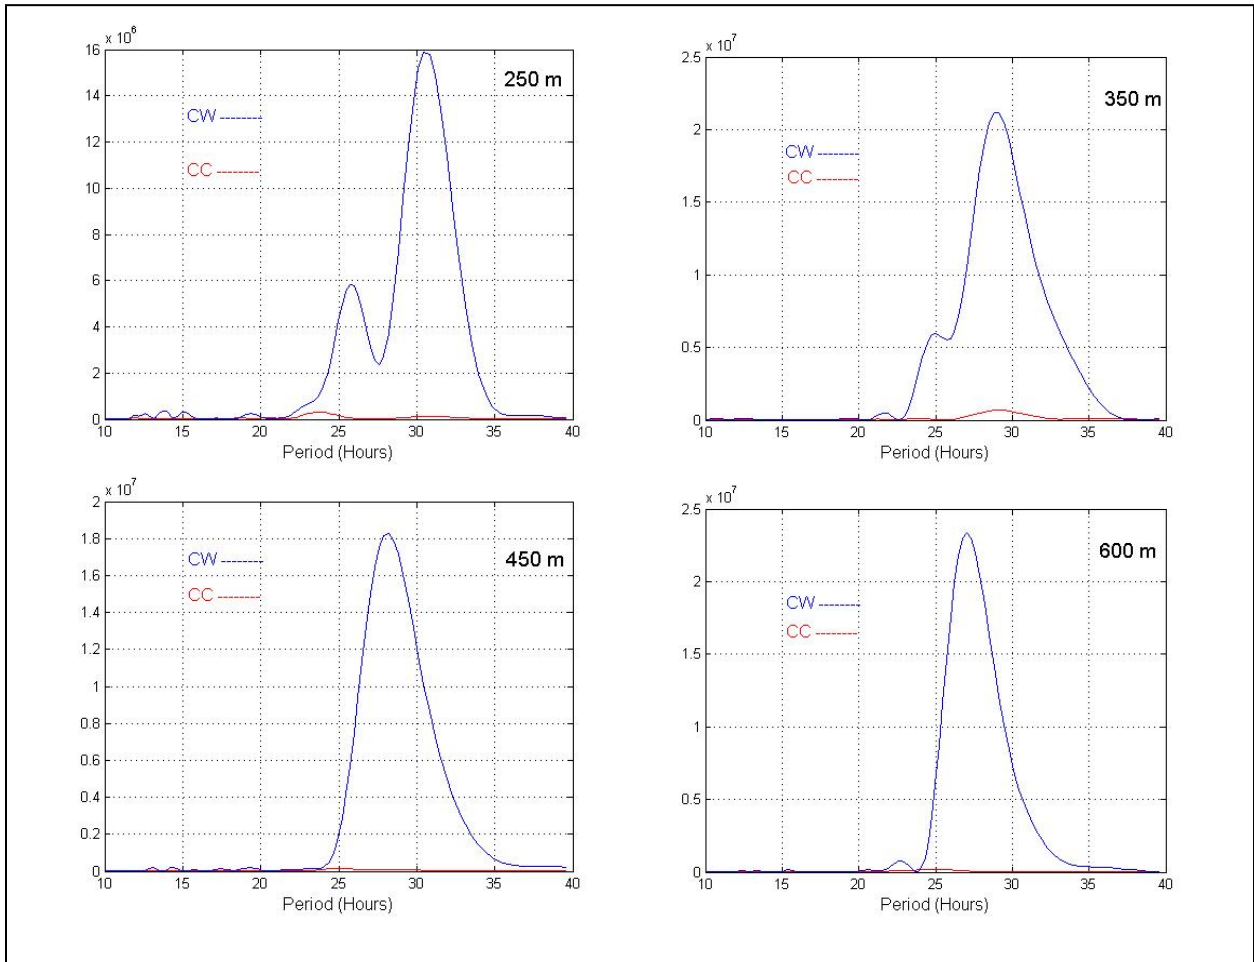 x 10^6
16
14
12
10
8
6
4
2
0
10 15 20 25 30 35 40
Period (Hours)
250 m
CW -------
CC -------
x 10^7
2.5
2
1.5
1
0.5
0
10 15 20 25 30 35 40
Period (Hours)
350 m
CW -------
CC -------
x 10^7
2
1.8
1.6
1.4
1.2
1
0.8
0.6
0.4
0.2
0
10 15 20 25 30 35 40
Period (Hours)
450 m
CW -------
CC -------
x 10^7
2.5
2
1.5
1
0.5
0
10 15 20 25 30 35 40
Period (Hours)
600 m
CW -------
CC -------